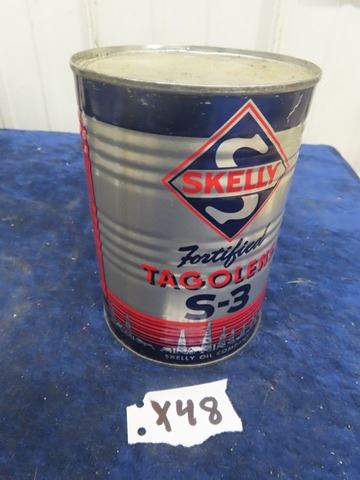 S
SKELLY
Fortified
TAGOLENE
S-3
SKELLY OIL COMPANY
X48